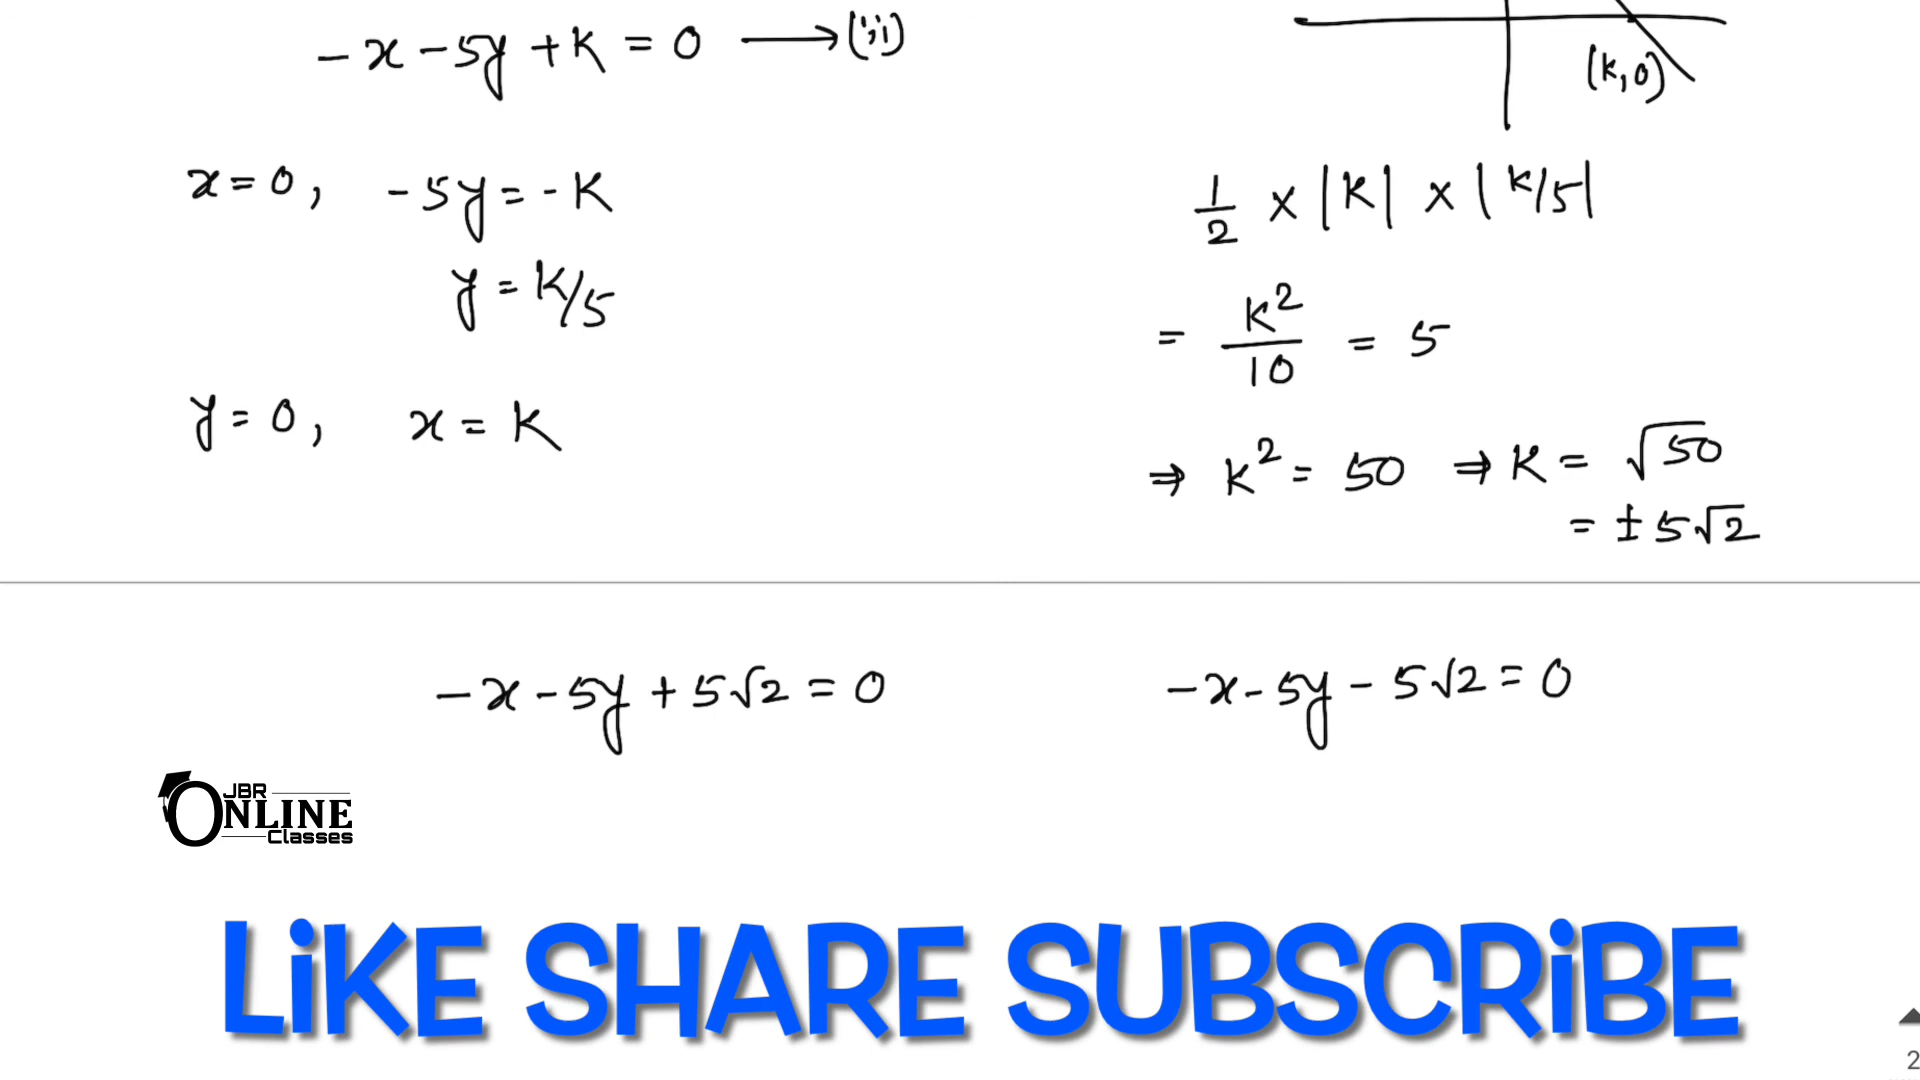 -x - 5y + K = 0 ⟶ (ii)
(K, 0)
x = 0, -5y = -K
y = K/5
y = 0, x = K
1/2 × |K| × |K/5|
= K²/10 = 5
⇒ K² = 50 ⇒ K = √50
= ± 5√2
-x - 5y + 5√2 = 0
-x - 5y - 5√2 = 0
JBR
ONLINE
Classes
LiKE SHARE SUBSCRiBE
2